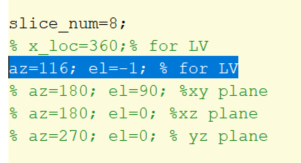 slice_num=8;
% x_loc=360;% for LV
az=116; el=-1; % for LV
% az=180; el=90; %xy plane
% az=180; el=0; %xz plane
% az=270; el=0; % yz plane